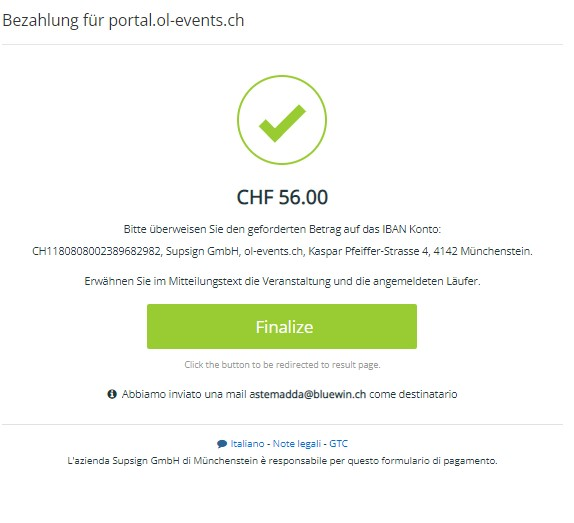 Bezahlung für portal.ol-events.ch
CHF 56.00
Bitte überweisen Sie den geforderten Betrag auf das IBAN Konto:
CH1180808002389682982, Supsign GmbH, ol-events.ch, Kaspar Pfeiffer-Strasse 4, 4142 Münchenstein.
Erwähnen Sie im Mitteilungstext die Veranstaltung und die angemeldeten Läufer.
Finalize
Click the button to be redirected to result page.
Abbiamo inviato una mail astemadda@bluewin.ch come destinatario
Italiano - Note legali - GTC
L'azienda Supsign GmbH di Münchenstein è responsabile per questo formulario di pagamento.